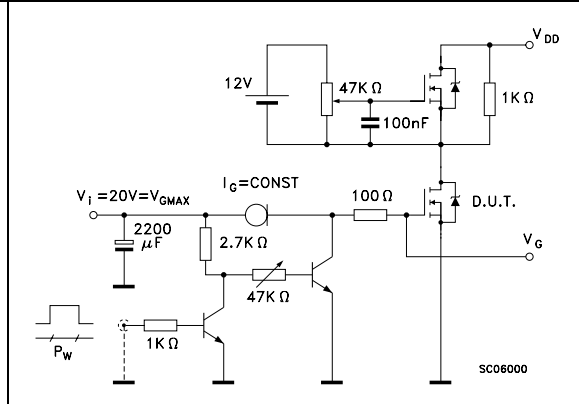 V DD
12V
47K Ω
1K Ω
100nF
I G =CONST
V i =20V=V GMAX
100 Ω
D.U.T.
2200
μF
2.7K Ω
V G
47K Ω
1K Ω
P W
SC06000